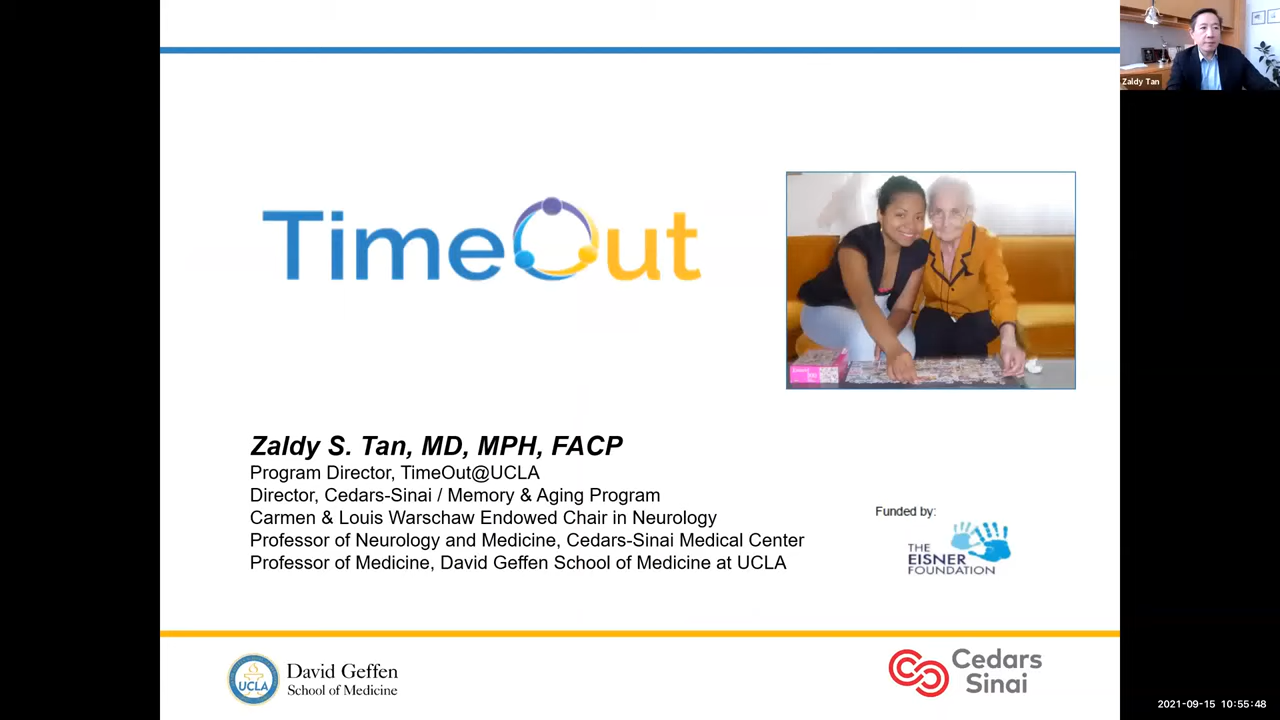 Zaldy Tan
TimeOut
Zaldy S. Tan, MD, MPH, FACP
Program Director, TimeOut@UCLA
Director, Cedars-Sinai / Memory & Aging Program
Carmen & Louis Warschaw Endowed Chair in Neurology
Professor of Neurology and Medicine, Cedars-Sinai Medical Center
Professor of Medicine, David Geffen School of Medicine at UCLA
Funded by:
THE
EISNER
FOUNDATION
UCLA
David Geffen
School of Medicine
Cedars
Sinai
2021-09-15 10:55:48